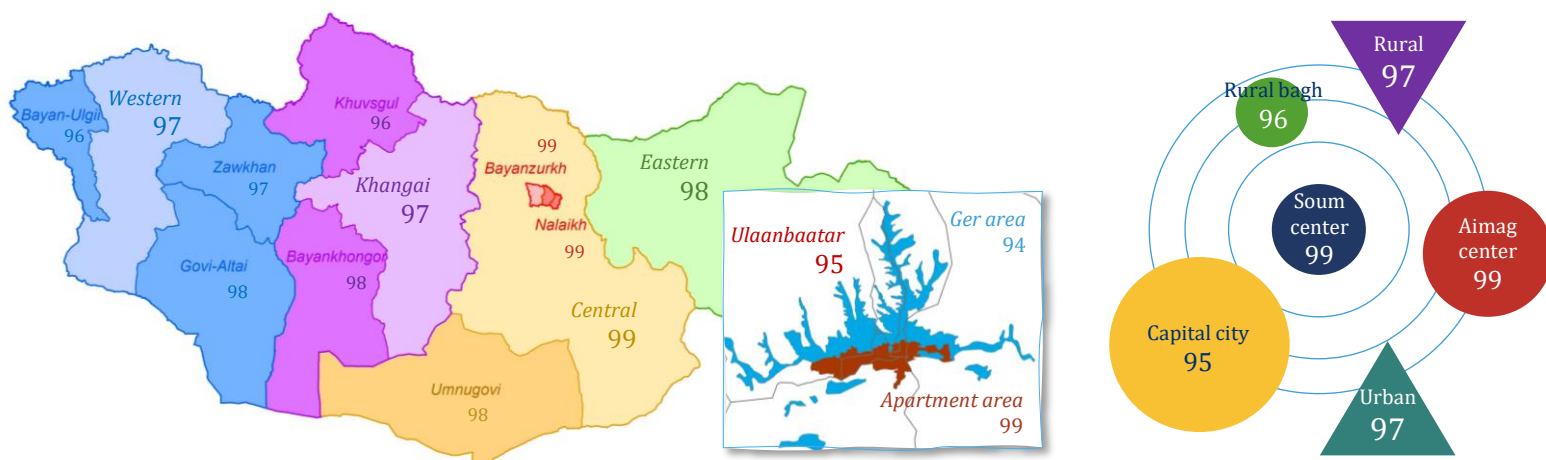 Bayan-Ulgii
96
Western
97
Zawkhan
97
Govi-Altai
98
Khuvsgul
96
Khangai
97
Bayankhongor
98
99
Bayanzurkh
Nalaikh
99
Central
99
Umnugovi
98
Eastern
98
Ulaanbaatar
95
Ger area
94
Apartment area
99
Rural
97
Rural bagh
96
Soum
center
99
Aimag
center
99
Capital city
95
Urban
97